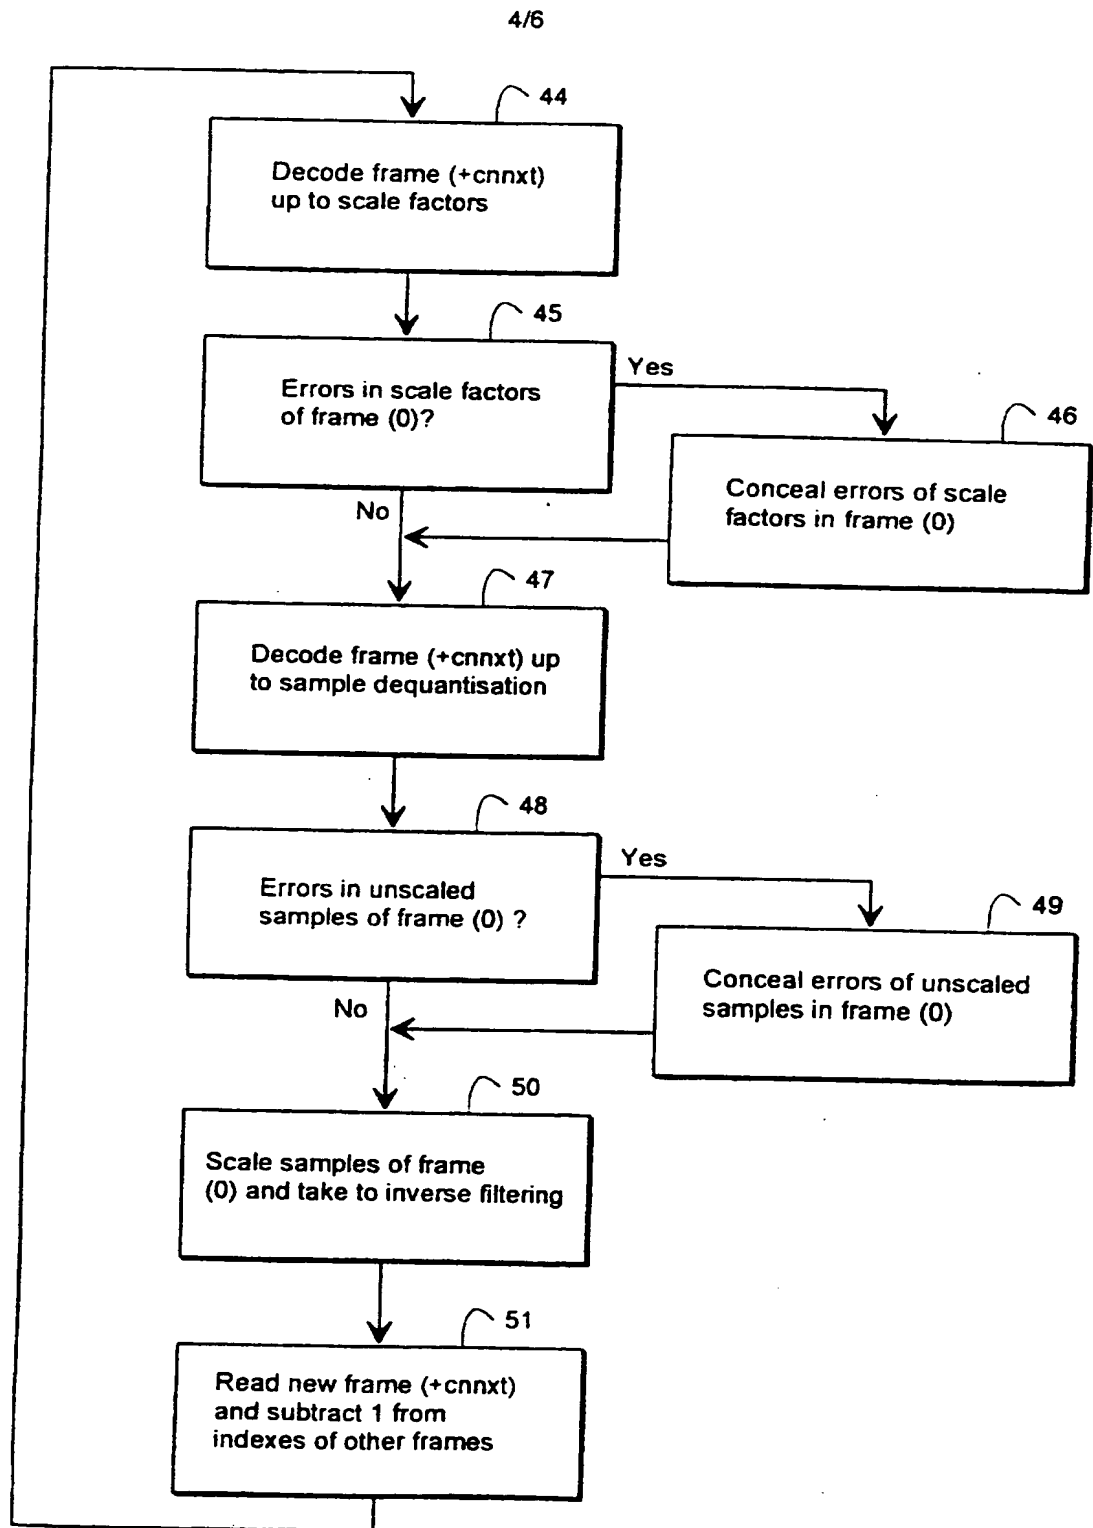 4/6
44
Decode frame (+cnnxt)
up to scale factors
45
Errors in scale factors
of frame (0)?
Yes
46
Conceal errors of scale
factors in frame (0)
No
47
Decode frame (+cnnxt) up
to sample dequantisation
48
Errors in unscaled
samples of frame (0) ?
Yes
49
Conceal errors of unscaled
samples in frame (0)
No
50
Scale samples of frame
(0) and take to inverse filtering
51
Read new frame (+cnnxt)
and subtract 1 from
indexes of other frames